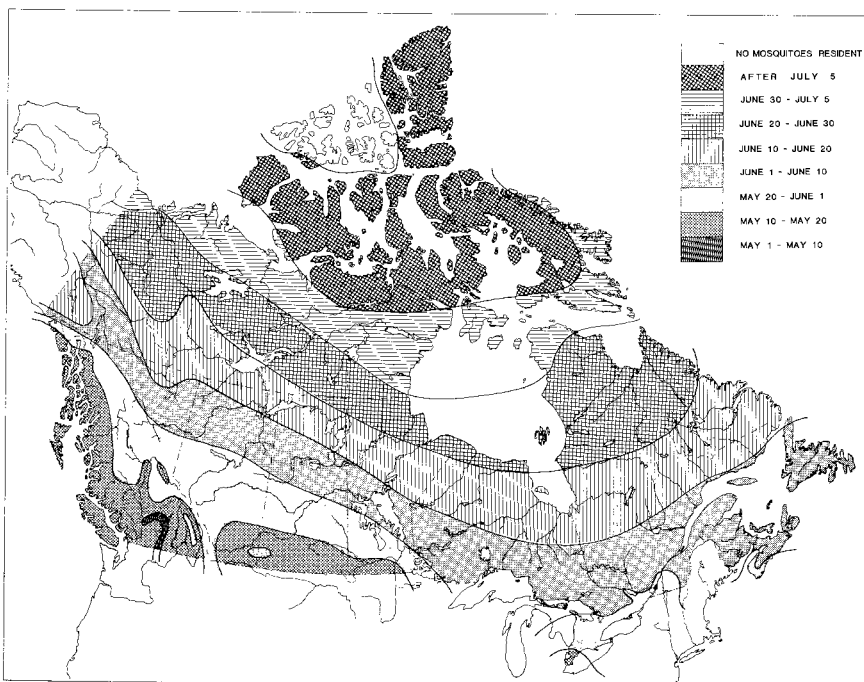 NO MOSQUITOES RESIDENT
AFTER JULY 5
JUNE 30 - JULY 5
JUNE 20 - JUNE 30
JUNE 10 - JUNE 20
JUNE 1 - JUNE 10
MAY 20 - JUNE 1
MAY 10 - MAY 20
MAY 1 - MAY 10